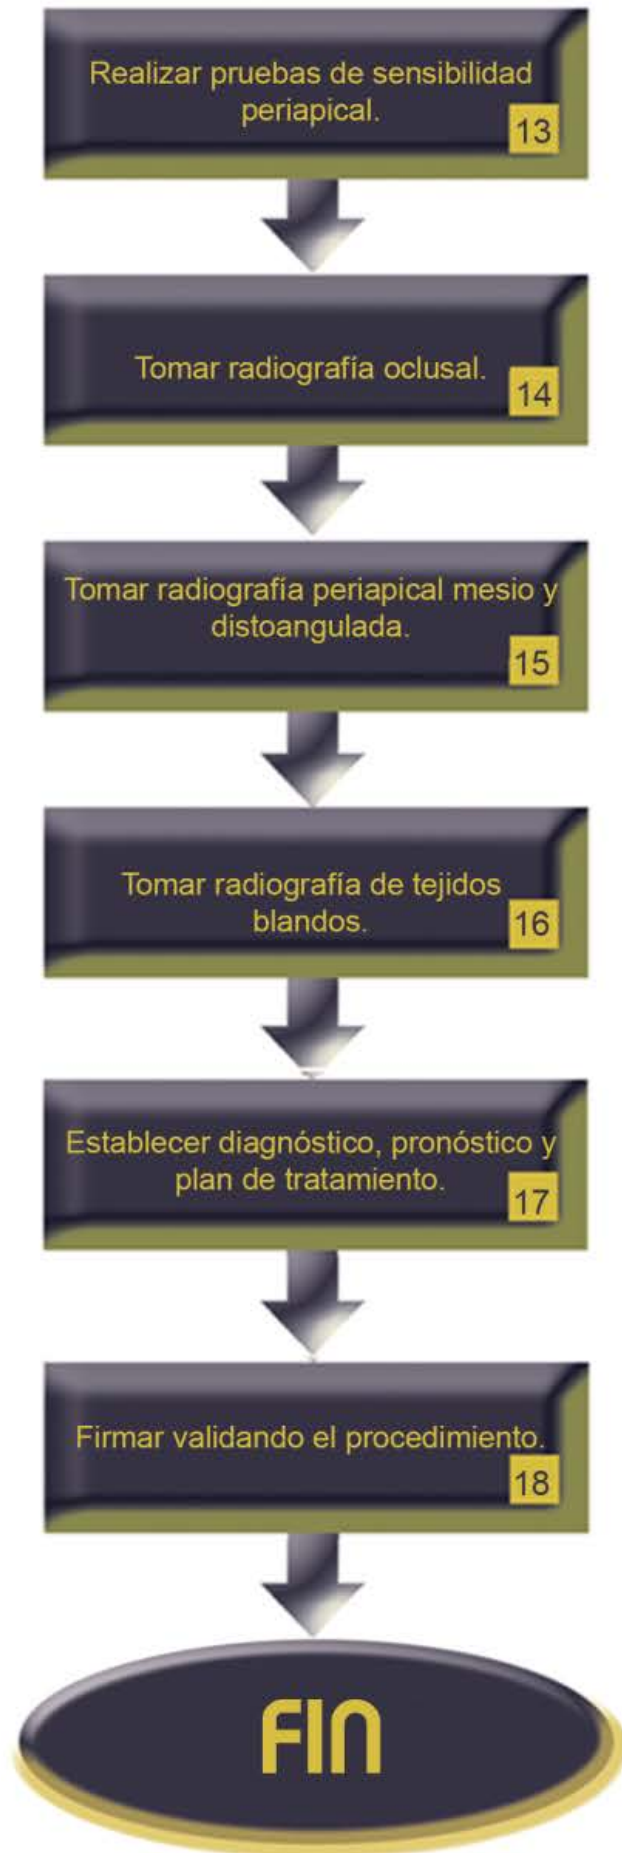 Realizar pruebas de sensibilidad
periapical.
13
Tomar radiografía oclusal.
14
Tomar radiografía periapical mesio y
distoangulada.
15
Tomar radiografía de tejidos
blandos.
16
Establecer diagnóstico, pronóstico y
plan de tratamiento.
17
Firmar validando el procedimiento.
18
FIN